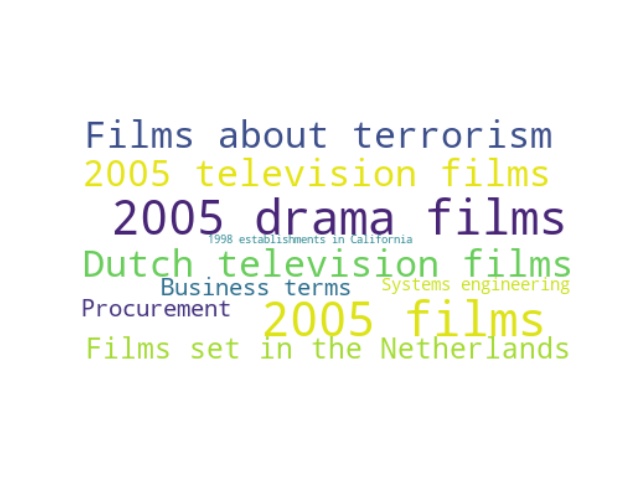 Films about terrorism
2005 television films
2005 drama films
1998 establishments in California
Dutch television films
Business terms
Systems engineering
Procurement
2005 films
Films set in the Netherlands